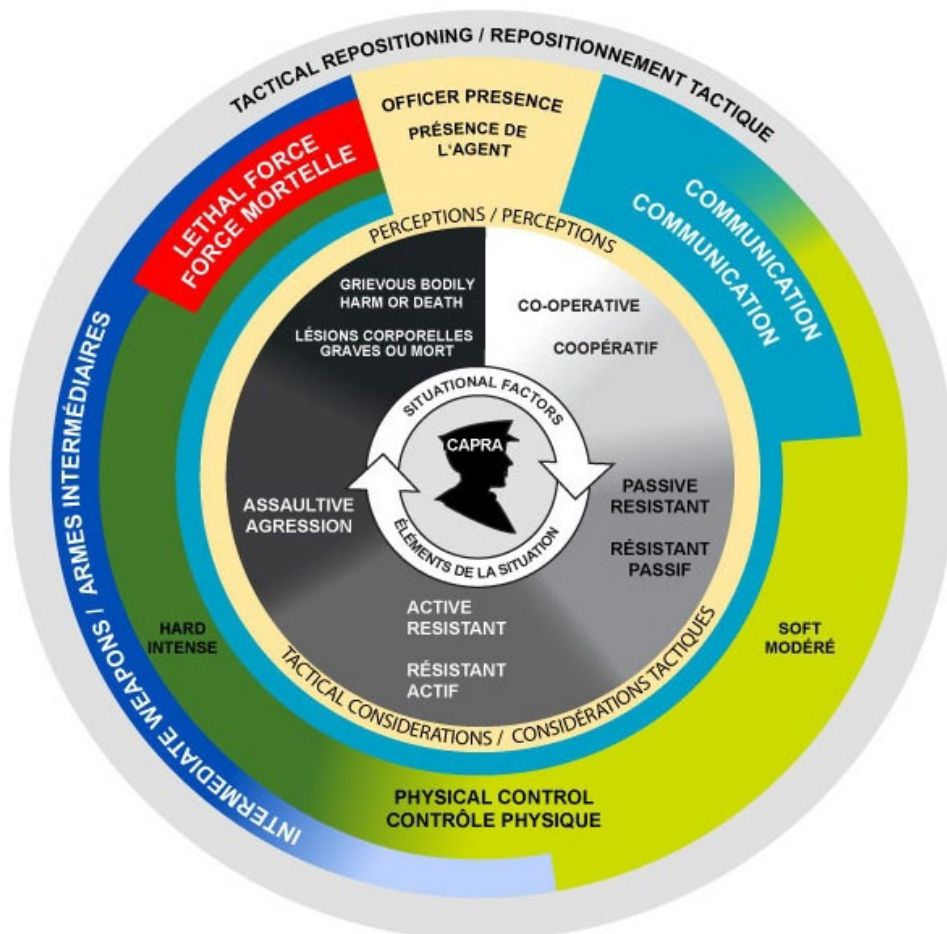 TACTICAL REPOSITIONING / REPOSITIONNEMENT TACTIQUE
OFFICER PRESENCE
PRÉSENCE DE
L'AGENT
LETHAL FORCE
FORCE MORTELLE
COMMUNICATION
COMMUNICATION
PERCEPTIONS / PERCEPTIONS
GRIEVOUS BODILY
HARM OR DEATH
LÉSIONS CORPORELLES
GRAVES OU MORT
CO-OPERATIVE
COOPÉRATIF
SITUATIONAL FACTORS
CAPRA
ÉLÉMENTS DE LA SITUATION
ASSAULTIVE
AGRESSION
PASSIVE
RESISTANT
RÉSISTANT
PASSIF
ACTIVE
RESISTANT
RÉSISTANT
ACTIF
HARD
INTENSE
SOFT
MODÉRÉ
TACTICAL CONSIDERATIONS / CONSIDÉRATIONS TACTIQUES
INTERMEDIATE WEAPONS / ARMES INTERMÉDIAIRES
PHYSICAL CONTROL
CONTRÔLE PHYSIQUE